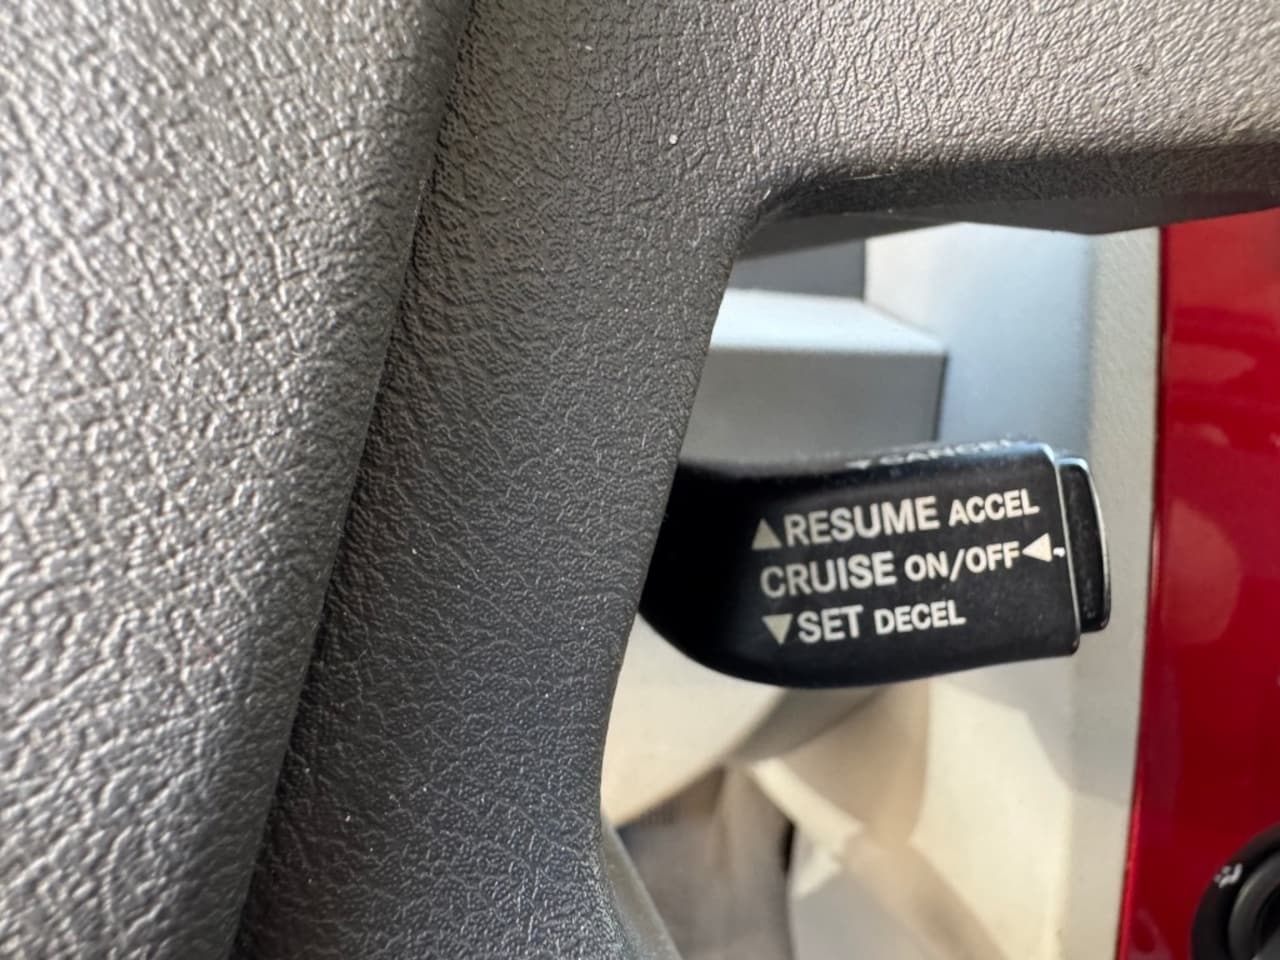 ▲RESUME ACCEL
CRUISE ON/OFF◀
▼SET DECEL